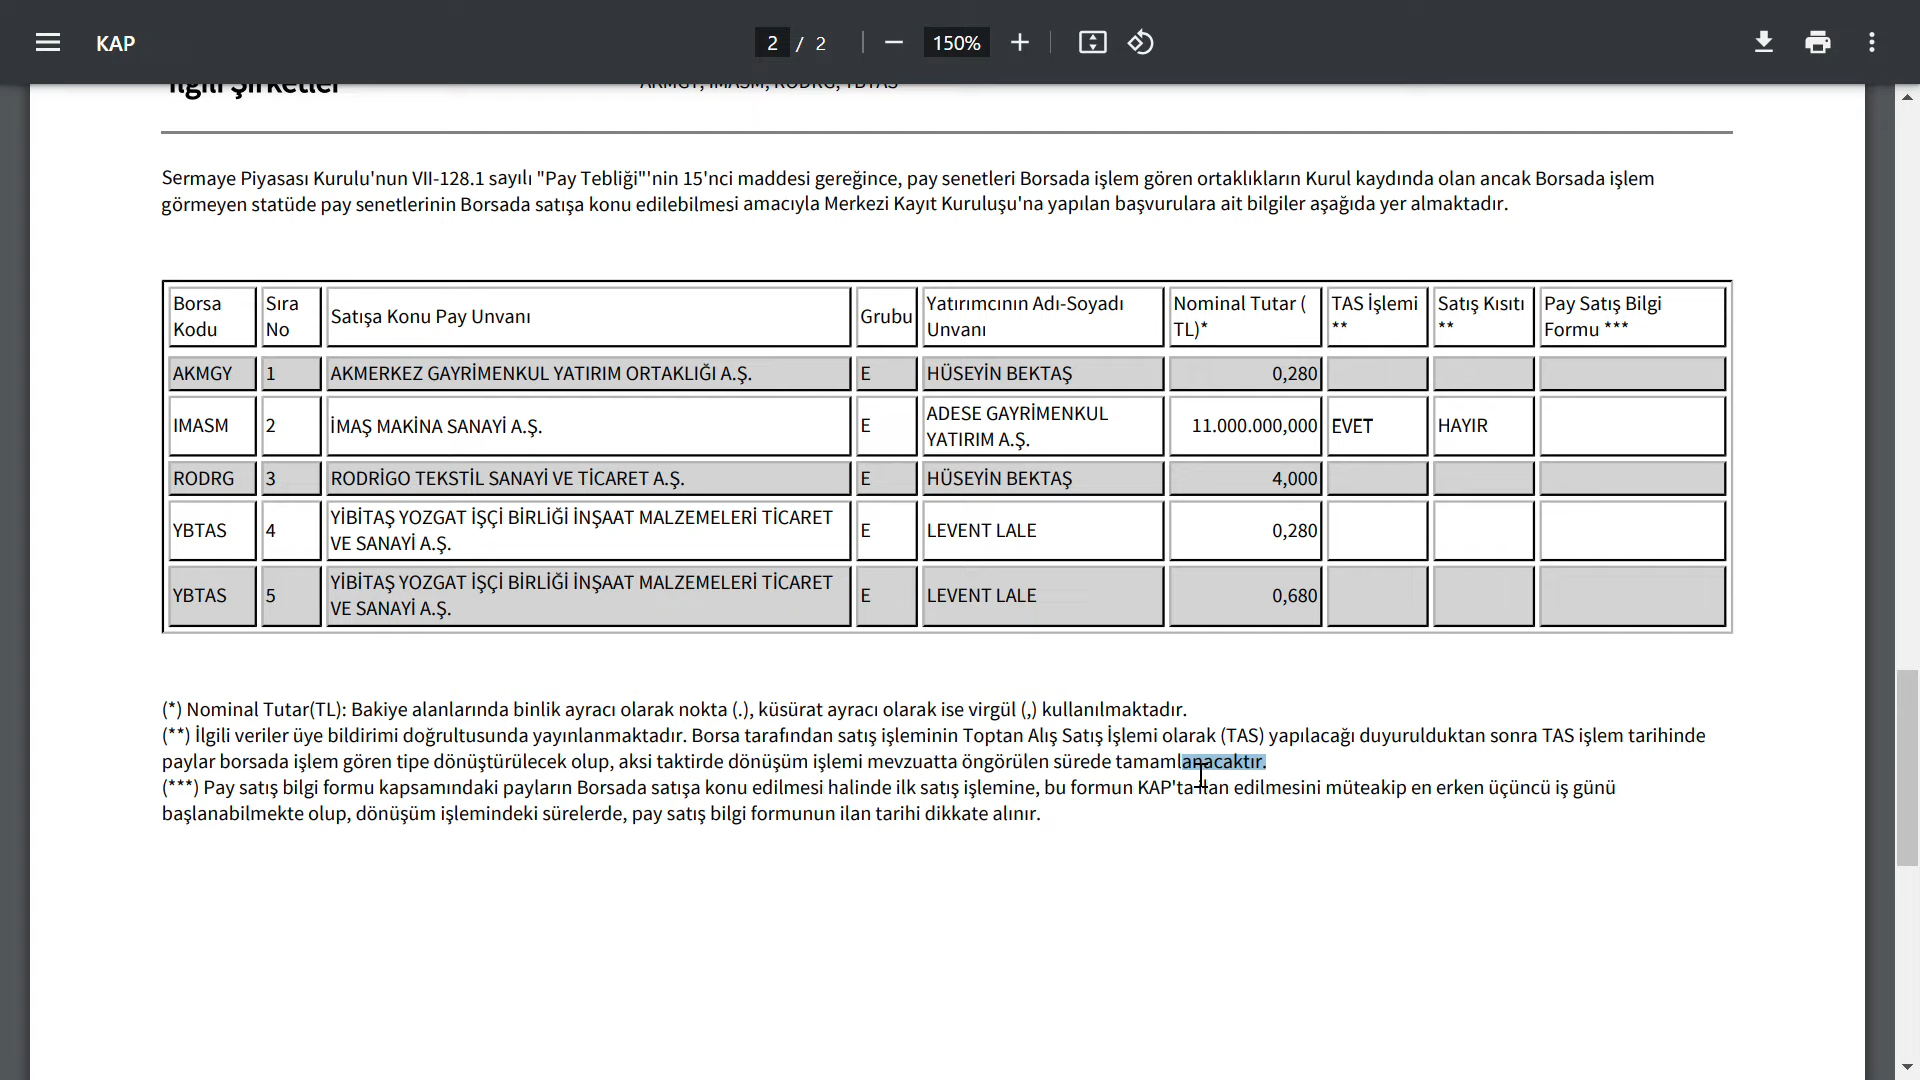 KAP
2 / 2
150%
İlgili Şirketler
AKMGY, IMASM, RODRG, YBTAS
Sermaye Piyasası Kurulu'nun VII-128.1 sayılı "Pay Tebliği"'nin 15'nci maddesi gereğince, pay senetleri Borsada işlem gören ortaklıkların Kurul kaydında olan ancak Borsada işlem
görmeyen statüde pay senetlerinin Borsada satışa konu edilebilmesi amacıyla Merkezi Kayıt Kuruluşu'na yapılan başvurulara ait bilgiler aşağıda yer almaktadır.
Borsa
Kodu
Sıra
No
Satışa Konu Pay Unvanı
Grubu
Yatırımcının Adı-Soyadı
Unvanı
Nominal Tutar (
TL)*
TAS İşlemi
**
Satış Kısıtı
**
Pay Satış Bilgi
Formu ***
AKMGY 1 AKMERKEZ GAYRİMENKUL YATIRIM ORTAKLIĞI A.Ş. E HÜSEYİN BEKTAŞ 0,280
IMASM 2 İMAŞ MAKİNA SANAYİ A.Ş. E
ADESE GAYRİMENKUL
YATIRIM A.Ş.
11.000.000,000 EVET HAYIR
RODRG 3 RODRİGO TEKSTİL SANAYİ VE TİCARET A.Ş. E HÜSEYİN BEKTAŞ 4,000
YBTAS 4
YİBİTAŞ YOZGAT İŞÇİ BİRLİĞİ İNŞAAT MALZEMELERİ TİCARET
VE SANAYİ A.Ş.
E LEVENT LALE 0,280
YBTAS 5
YİBİTAŞ YOZGAT İŞÇİ BİRLİĞİ İNŞAAT MALZEMELERİ TİCARET
VE SANAYİ A.Ş.
E LEVENT LALE 0,680
(*) Nominal Tutar(TL): Bakiye alanlarında binlik ayracı olarak nokta (.), küsürat ayracı olarak ise virgül (,) kullanılmaktadır.
(**) İlgili veriler üye bildirimi doğrultusunda yayınlanmaktadır. Borsa tarafından satış işleminin Toptan Alış Satış İşlemi olarak (TAS) yapılacağı duyurulduktan sonra TAS işlem tarihinde
paylar borsada işlem gören tipe dönüştürülecek olup, aksi taktirde dönüşüm işlemi mevzuatta öngörülen sürede tamamlanacaktır.
(***) Pay satış bilgi formu kapsamındaki payların Borsada satışa konu edilmesi halinde ilk satış işlemine, bu formun KAP'ta ilan edilmesini müteakip en erken üçüncü iş günü
başlanabilmekte olup, dönüşüm işlemindeki sürelerde, pay satış bilgi formunun ilan tarihi dikkate alınır.